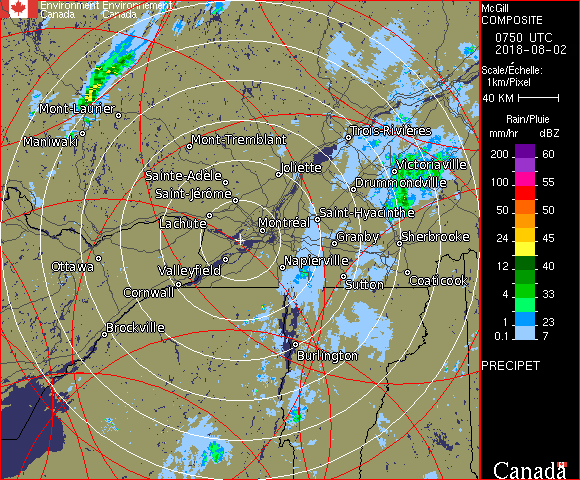 Environment Environnement
Canada Canada
McGill
COMPOSITE
0750 UTC
2018-08-02
Scale/Échelle:
1km/Pixel
40 KM
Rain/Pluie
mm/hr dBZ
200 60
100 55
50 50
24 45
12 40
4 33
1 23
0.1 7
PRECIPET
Canada
Mont-Laurier
Maniwaki
Mont-Tremblant
Trois-Rivières
Joliette
Victoriaville
Sainte-Adèle
Drummondville
Saint-Jérôme
Saint-Hyacinthe
Lachute
Montréal
Granby
Sherbrooke
Ottawa
Valleyfield
Napierville
Coaticook
Sutton
Cornwall
Brockville
Burlington